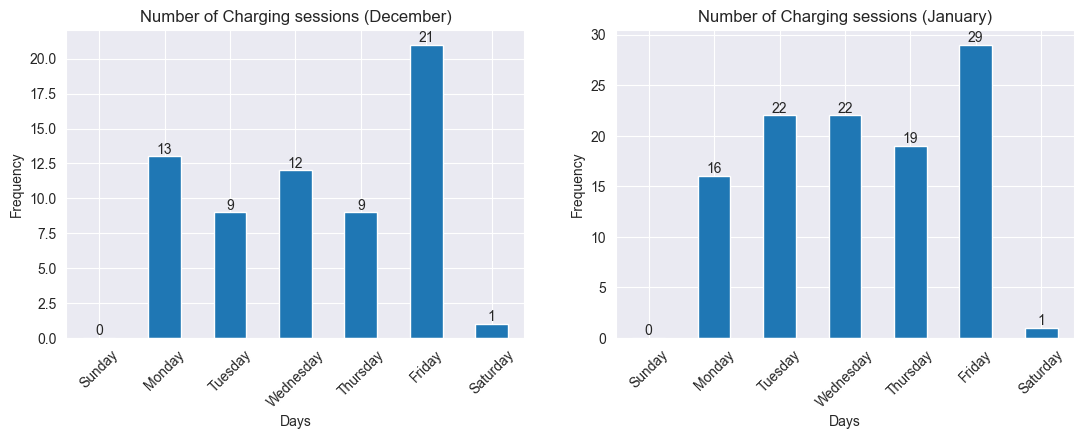 Number of Charging sessions (December)
20.0
17.5
15.0
12.5
10.0
7.5
5.0
2.5
0.0
Frequency
0
13
9
12
9
21
1
Sunday
Monday
Tuesday
Wednesday
Thursday
Friday
Saturday
Days
Number of Charging sessions (January)
30
25
20
15
10
5
0
Frequency
0
16
22
22
19
29
1
Sunday
Monday
Tuesday
Wednesday
Thursday
Friday
Saturday
Days